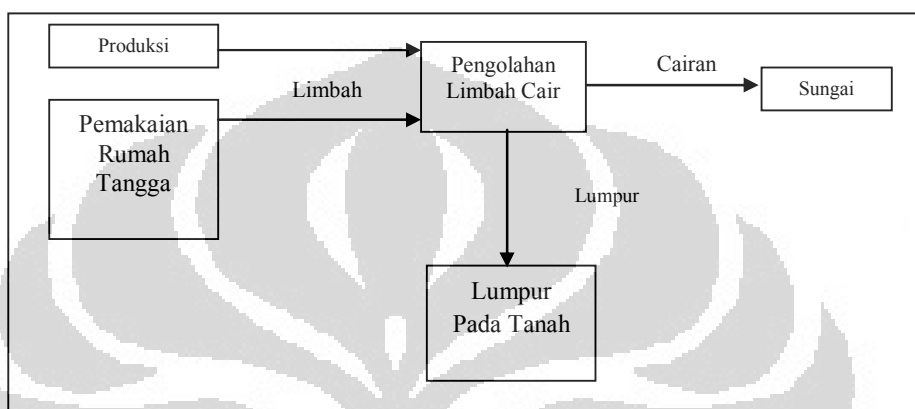 Produksi
Pengolahan
Limbah Cair
Cairan
Sungai
Limbah
Pemakaian
Rumah
Tangga
Lumpur
Lumpur
Pada Tanah